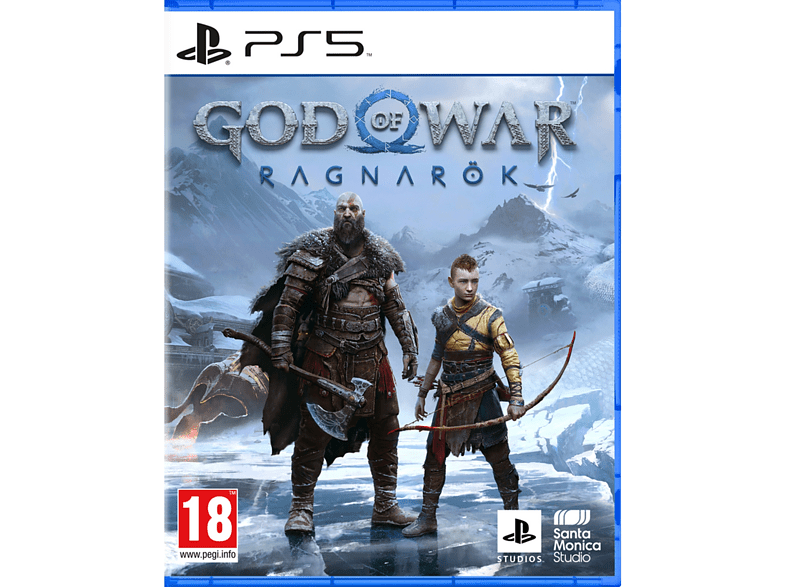 PS5
GOD OF WAR
RAGNARÖK
18
www.pegi.info
STUDIOS
Santa
Monica
Studio